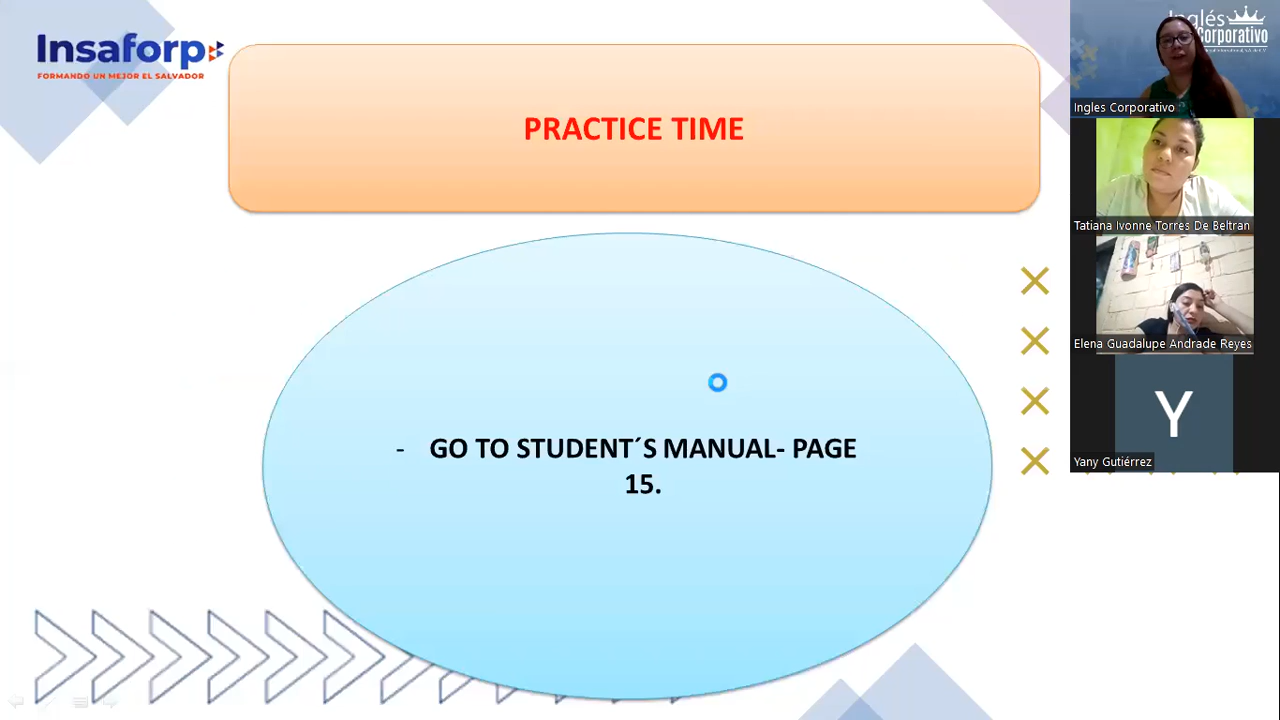 Insaforp
FORMANDO UN MEJOR EL SALVADOR
PRACTICE TIME
- GO TO STUDENT´S MANUAL- PAGE
15.
Inglés
Corporativo
Ingles Corporativo
Tatiana Ivonne Torres De Beltran
Elena Guadalupe Andrade Reyes
Y
Yany Gutiérrez